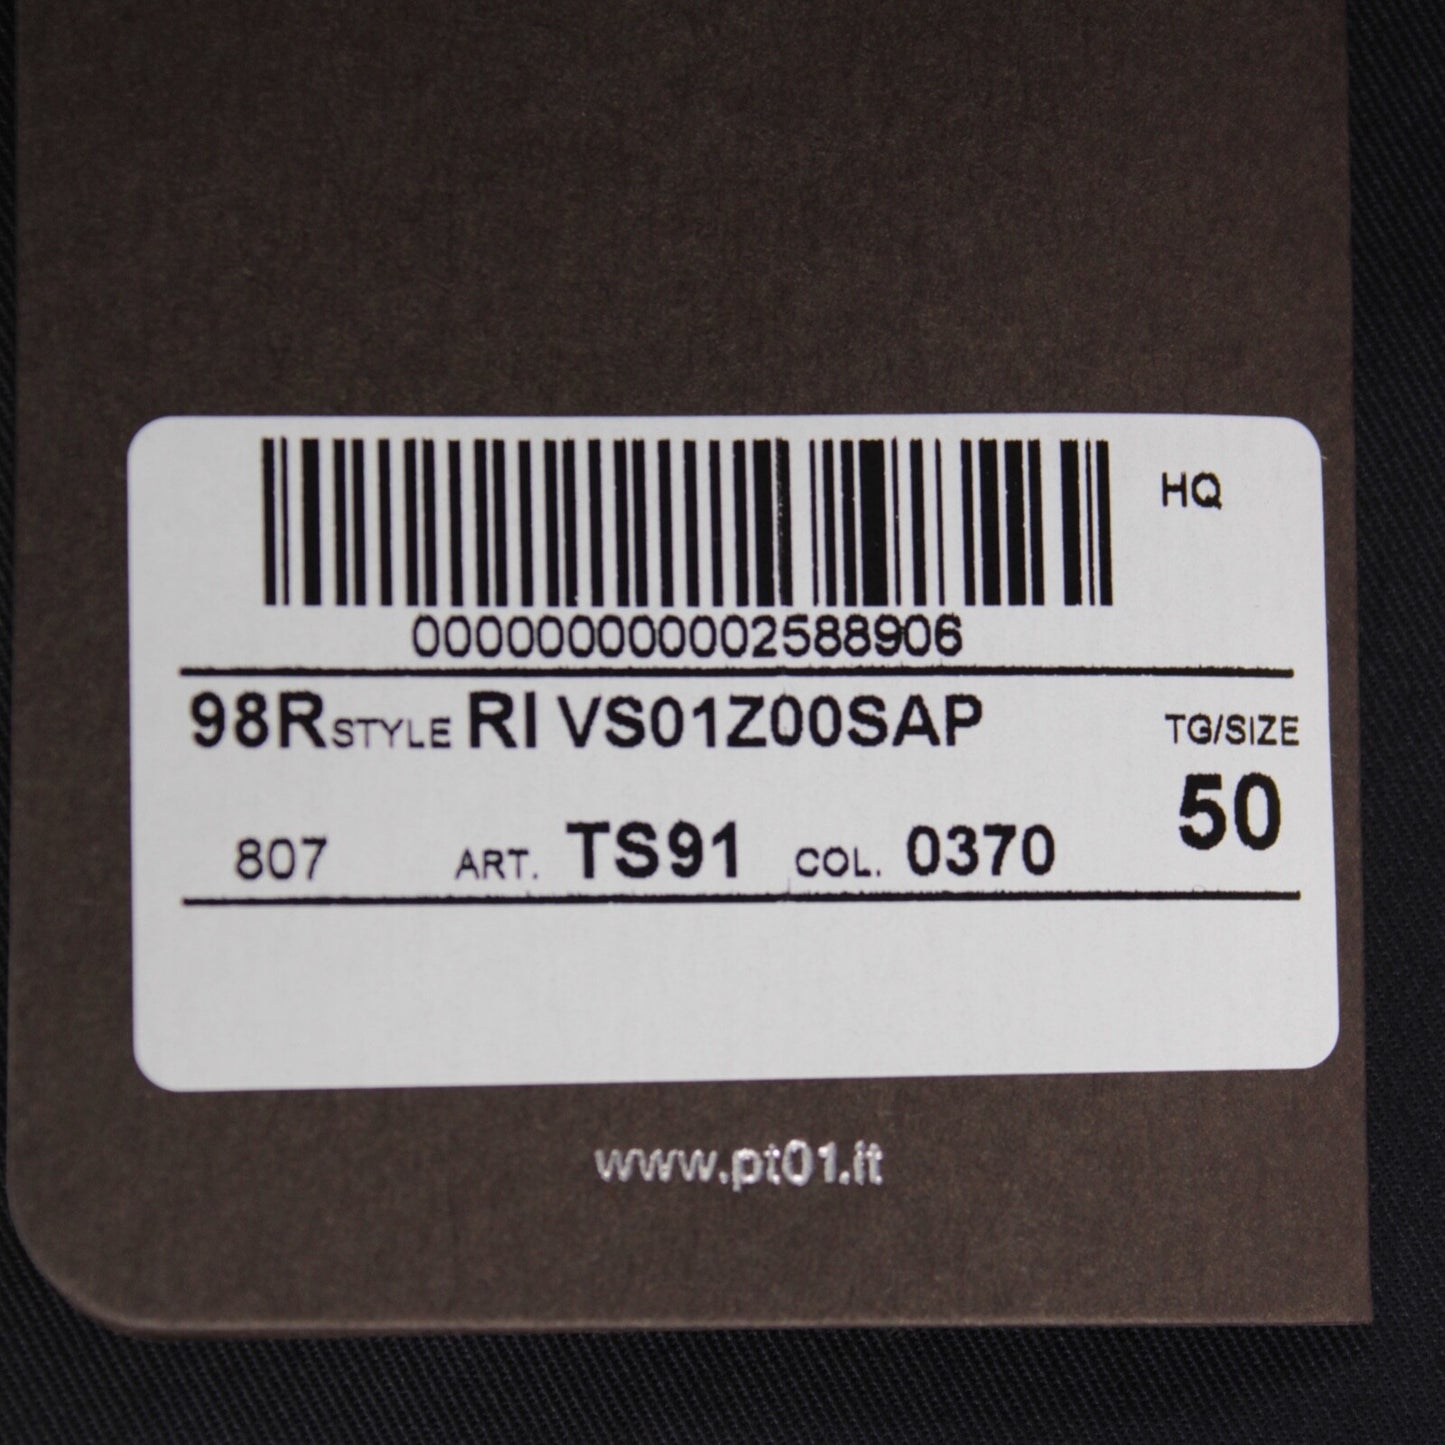 HQ
0000000000002588906
98R STYLE RI VS01Z00SAP
TG/SIZE
50
807 ART. TS91 COL. 0370
www.pt01.it